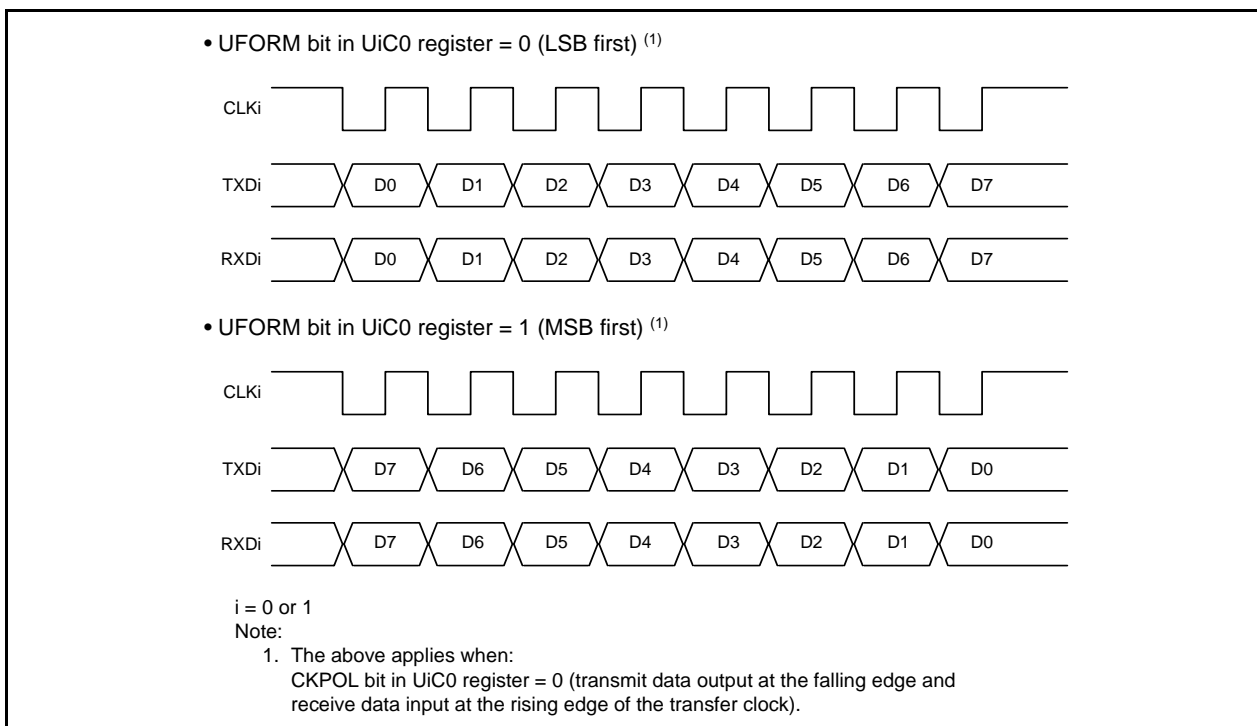 • UFORM bit in UiC0 register = 0 (LSB first) (1)
CLKi
TXDi D0 D1 D2 D3 D4 D5 D6 D7
RXDi D0 D1 D2 D3 D4 D5 D6 D7
• UFORM bit in UiC0 register = 1 (MSB first) (1)
CLKi
TXDi D7 D6 D5 D4 D3 D2 D1 D0
RXDi D7 D6 D5 D4 D3 D2 D1 D0
i = 0 or 1
Note:
1. The above applies when:
CKPOL bit in UiC0 register = 0 (transmit data output at the falling edge and
receive data input at the rising edge of the transfer clock).